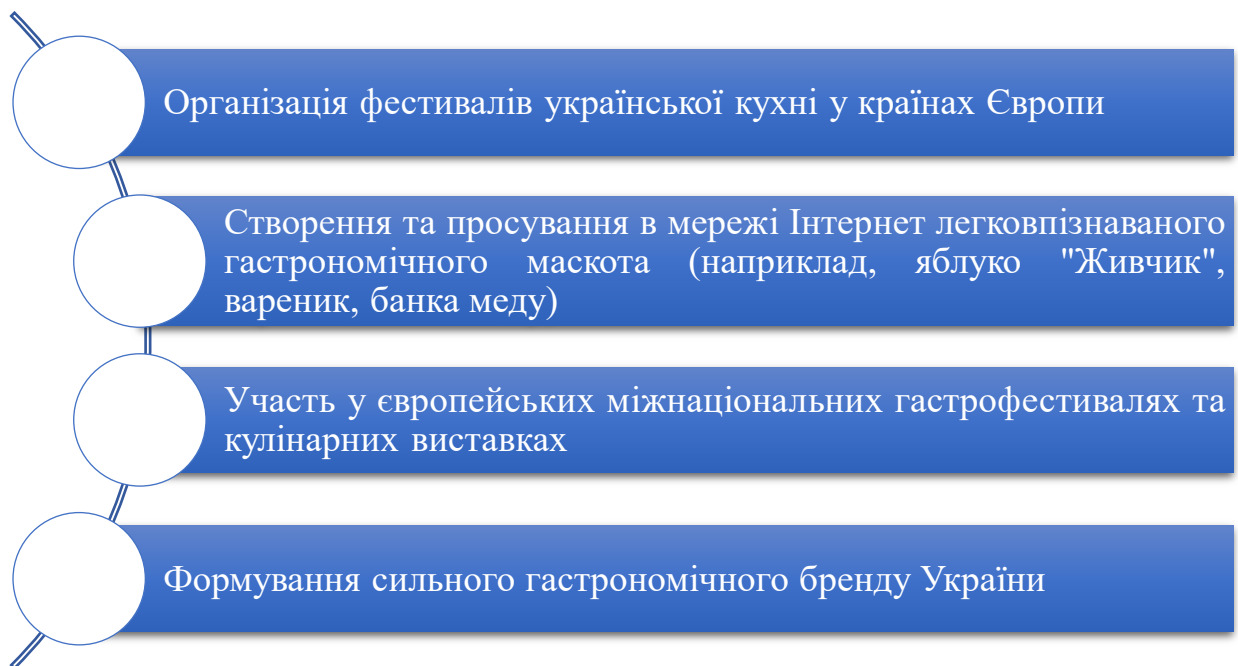 Організація фестивалів української кухні у країнах Європи
Створення та просування в мережі Інтернет легковпізнаваного
гастрономічного маскота (наприклад, яблуко "Живчик",
вареник, банка меду)
Участь у європейських міжнаціональних гастрофестивалях та
кулінарних виставках
Формування сильного гастрономічного бренду України